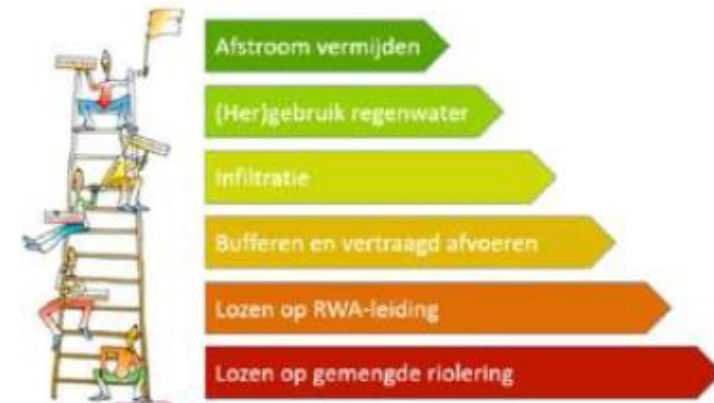 Afstroom vermijden
(Her)gebruik regenwater
Infiltratie
Bufferen en vertraagd afvoeren
Lozen op RWA-leiding
Lozen op gemengde riolering